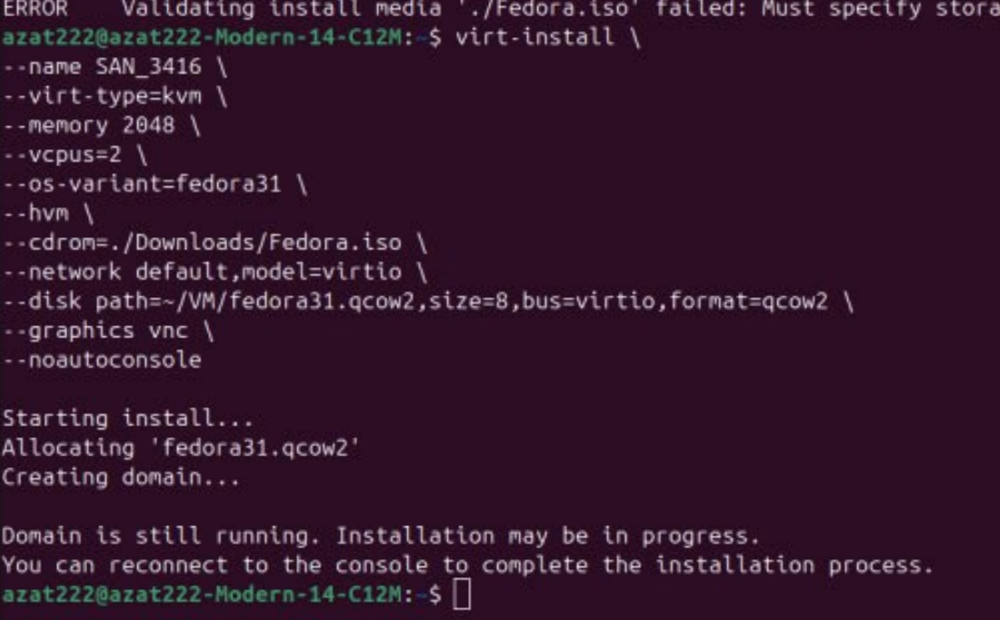 ERROR    Validating install media './Fedora.iso' failed: Must specify stora
azat222@azat222-Modern-14-C12M:~$ virt-install \
--name SAN_3416 \
--virt-type=kvm \
--memory 2048 \
--vcpus=2 \
--os-variant=fedora31 \
--hvm \
--cdrom=./Downloads/Fedora.iso \
--network default,model=virtio \
--disk path=~/VM/fedora31.qcow2,size=8,bus=virtio,format=qcow2 \
--graphics vnc \
--noautoconsole

Starting install...
Allocating 'fedora31.qcow2'
Creating domain...

Domain is still running. Installation may be in progress.
You can reconnect to the console to complete the installation process.
azat222@azat222-Modern-14-C12M:~$